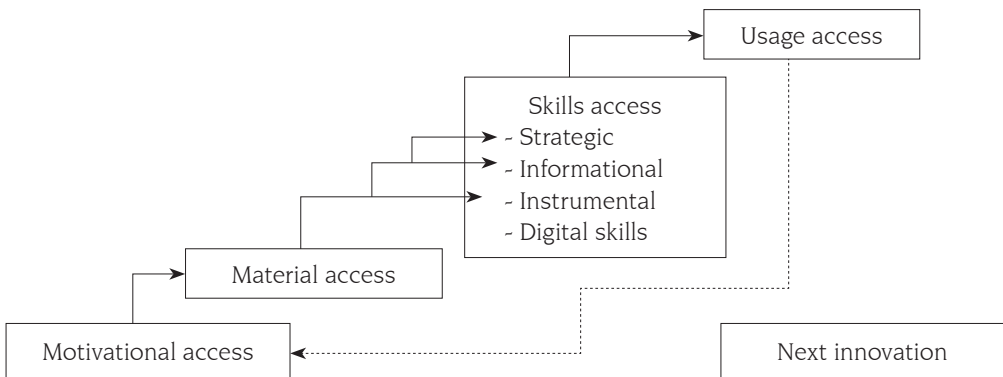 Usage access
Skills access
- Strategic
- Informational
- Instrumental
- Digital skills
Material access
Motivational access
Next innovation